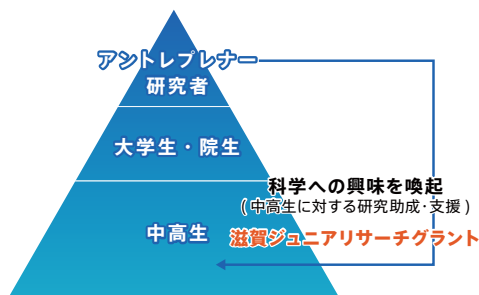 アントレプレナー
研究者
大学生・院生
科学への興味を喚起
(中高生に対する研究助成･支援)
中高生
滋賀ジュニアリサーチグラント